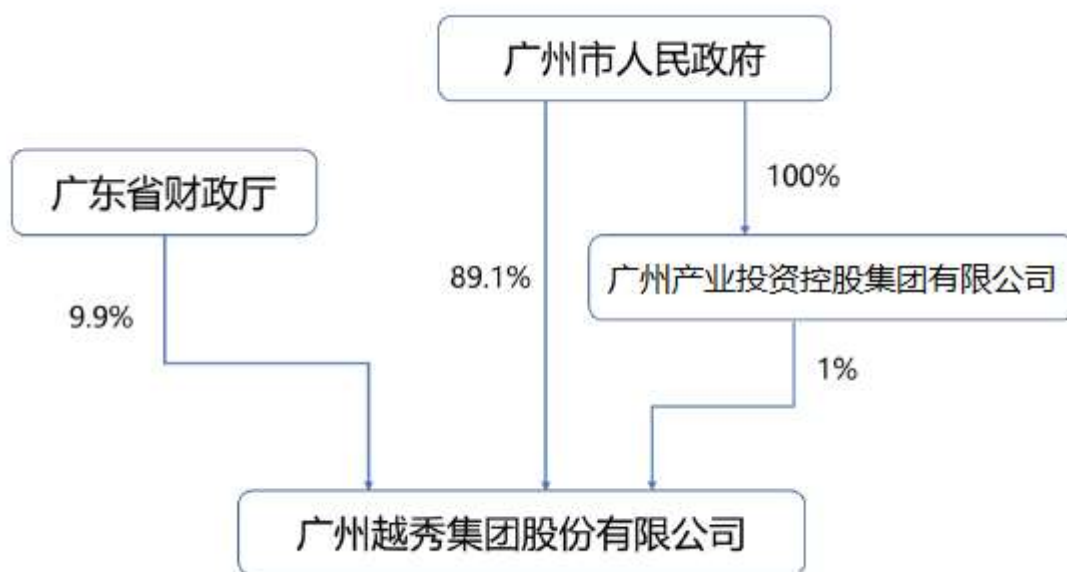 广州市人民政府
广东省财政厅
100%
89.1%
广州产业投资控股集团有限公司
9.9%
1%
广州越秀集团股份有限公司